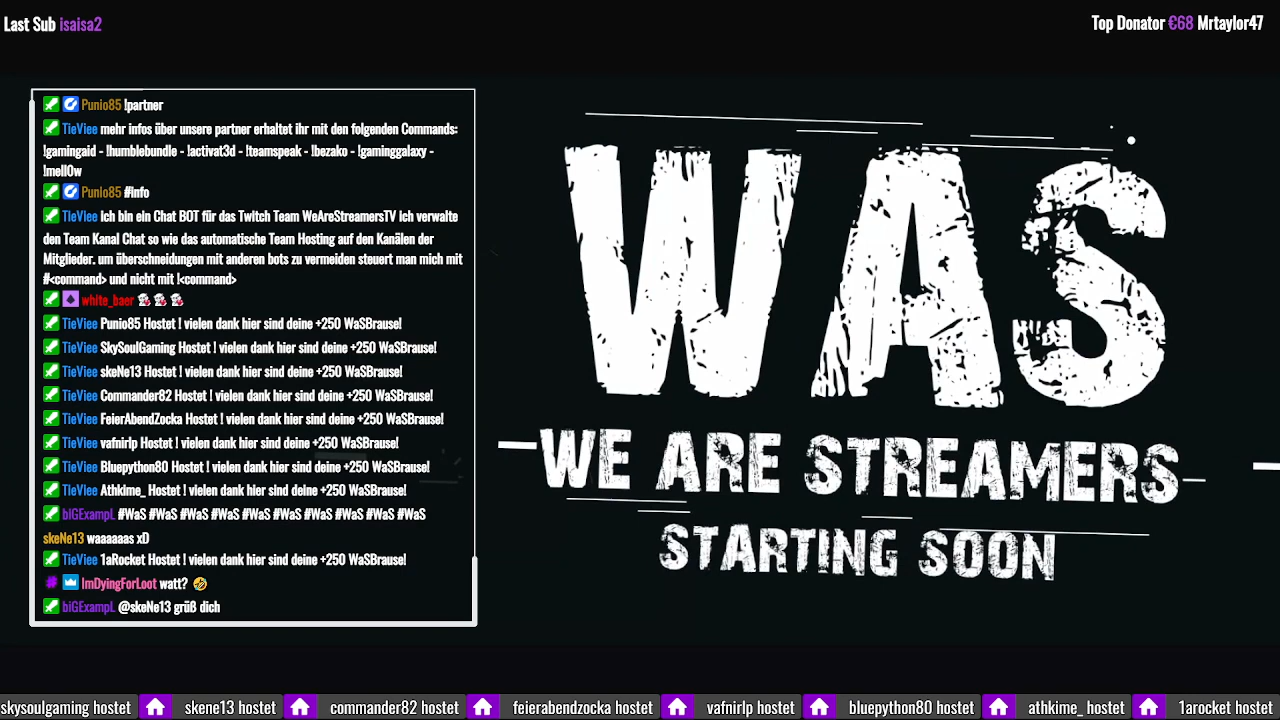 Last Sub isaisa2
Top Donator €68 Mrtaylor47
Punio85 !partner
TieViee mehr infos über unsere partner erhaltet ihr mit den folgenden Commands:
!gamingaid - !humblebundle - !activat3d - !teamspeak - !bezako - !gaminggalaxy -
!mell0w
Punio85 #info
TieViee Ich bin ein Chat BOT für das Twitch Team WeAreStreamersTV ich verwalte
den Team Kanal Chat so wie das automatische Team Hosting auf den Kanälen der
Mitglieder. um überschneidungen mit anderen bots zu vermeiden steuert man mich mit
#<command> und nicht mit !<command>
white_baer
TieViee Punio85 Hostet ! vielen dank hier sind deine +250 WaSBrause!
TieViee SkySoulGaming Hostet ! vielen dank hier sind deine +250 WaSBrause!
TieViee skeNe13 Hostet ! vielen dank hier sind deine +250 WaSBrause!
TieViee Commander82 Hostet ! vielen dank hier sind deine +250 WaSBrause!
TieViee FeierAbendZocka Hostet ! vielen dank hier sind deine +250 WaSBrause!
TieViee vafnirlp Hostet ! vielen dank hier sind deine +250 WaSBrause!
TieViee Bluepython80 Hostet ! vielen dank hier sind deine +250 WaSBrause!
TieViee Athkime_ Hostet ! vielen dank hier sind deine +250 WaSBrause!
biGExampL #WaS #WaS #WaS #WaS #WaS #WaS #WaS #WaS #WaS #WaS
skeNe13 waaaaaas xD
TieViee 1aRocket Hostet ! vielen dank hier sind deine +250 WaSBrause!
ImDyingForLoot watt? 🤣
biGExampL @skeNe13 grüß dich
WAS
WE ARE STREAMERS
STARTING SOON
skysoulgaming hostet skene13 hostet commander82 hostet feierabendzocka hostet vafnirlp hostet bluepython80 hostet athkime_ hostet 1arocket hostet